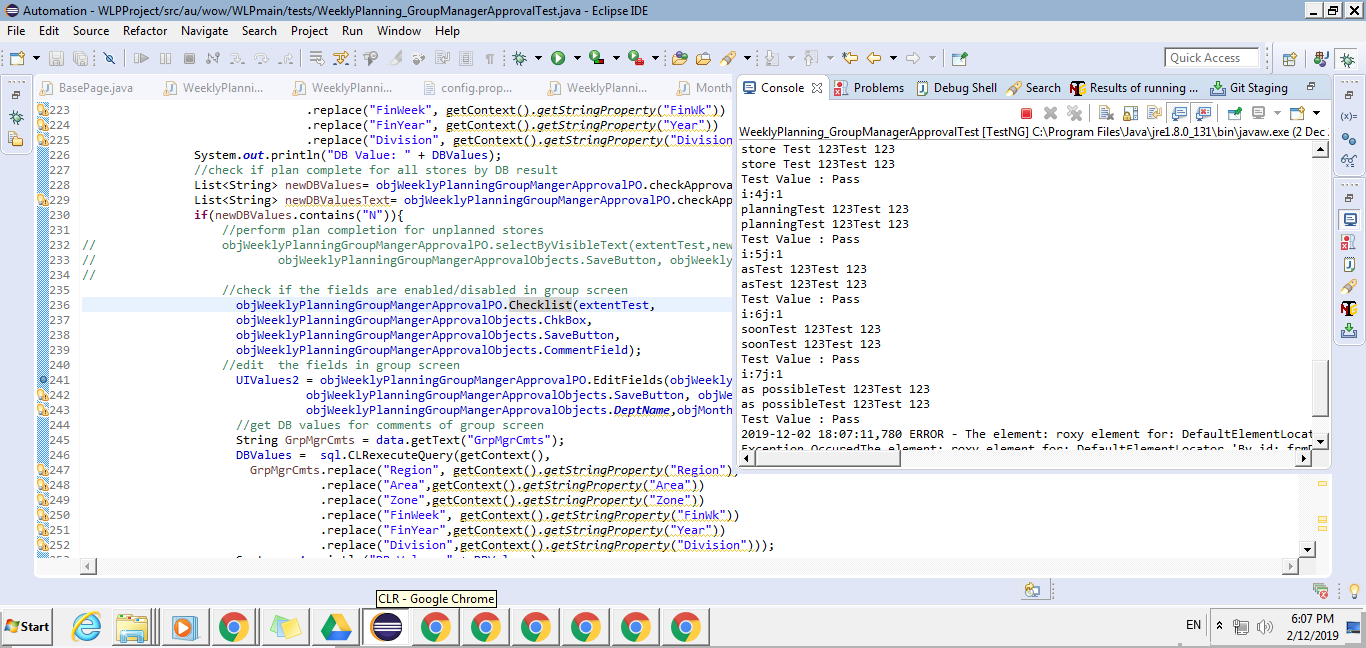 Automation - WLPProject/src/au/wow/WLPmain/tests/WeeklyPlanning_GroupManagerApprovalTest.java - Eclipse IDE
File Edit Source Refactor Navigate Search Project Run Window Help
Quick Access
BasePage.java WeeklyPlanni... WeeklyPlanni... config.prop... WeeklyPlanni... Month
Console Problems Debug Shell Search Results of running ... Git Staging
223 .replace("FinWeek", getContext().getStringProperty("FinWk"))
224 .replace("FinYear", getContext().getStringProperty("Year"))
225 .replace("Division", getContext().getStringProperty("Division
226 System.out.println("DB Value: " + DBValues);
227 //check if plan complete for all stores by DB result
228 List<String> newDBValues= objWeeklyPlanningGroupMangerApprovalPO.checkApprova
229 List<String> newDBValuesText= objWeeklyPlanningGroupMangerApprovalPO.checkApp
230 if(newDBValues.contains("N")){
231 //perform plan completion for unplanned stores
232 // objWeeklyPlanningGroupMangerApprovalPO.selectByVisibleText(extentTest,new
233 // objWeeklyPlanningGroupMangerApprovalObjects.SaveButton, objWeekly
234 //
235 //check if the fields are enabled/disabled in group screen
236 objWeeklyPlanningGroupMangerApprovalPO.Checklist(extentTest,
237 objWeeklyPlanningGroupMangerApprovalObjects.ChkBox,
238 objWeeklyPlanningGroupMangerApprovalObjects.SaveButton,
239 objWeeklyPlanningGroupMangerApprovalObjects.CommentField);
240 //edit the fields in group screen
241 UIValues2 = objWeeklyPlanningGroupMangerApprovalPO.EditFields(objWeekly
242 objWeeklyPlanningGroupMangerApprovalObjects.SaveButton, objWe
243 objWeeklyPlanningGroupMangerApprovalObjects.DeptName,objMonth
244 //get DB values for comments of group screen
245 String GrpMgrCmts = data.getText("GrpMgrCmts");
246 DBValues = sql.CLRexecuteQuery(getContext(),
247 GrpMgrCmts.replace("Region", getContext().getStringProperty("Region"))
248 .replace("Area",getContext().getStringProperty("Area"))
249 .replace("Zone",getContext().getStringProperty("Zone"))
250 .replace("FinWeek", getContext().getStringProperty("FinWk"))
251 .replace("FinYear",getContext().getStringProperty("Year"))
252 .replace("Division",getContext().getStringProperty("Division")));
WeeklyPlanning_GroupManagerApprovalTest [TestNG] C:\Program Files\Java\jre1.8.0_131\bin\javaw.exe (2 Dec
store Test 123Test 123
store Test 123Test 123
Test Value : Pass
i:4j:1
planningTest 123Test 123
planningTest 123Test 123
Test Value : Pass
i:5j:1
asTest 123Test 123
asTest 123Test 123
Test Value : Pass
i:6j:1
soonTest 123Test 123
soonTest 123Test 123
Test Value : Pass
i:7j:1
as possibleTest 123Test 123
as possibleTest 123Test 123
Test Value : Pass
2019-12-02 18:07:11,780 ERROR - The element: roxy element for: DefaultElementLocat
Exception OccuredThe element: roxy element for: DefaultElementLocator 'By.id: frmD
CLR - Google Chrome
Start
EN
6:07 PM
2/12/2019